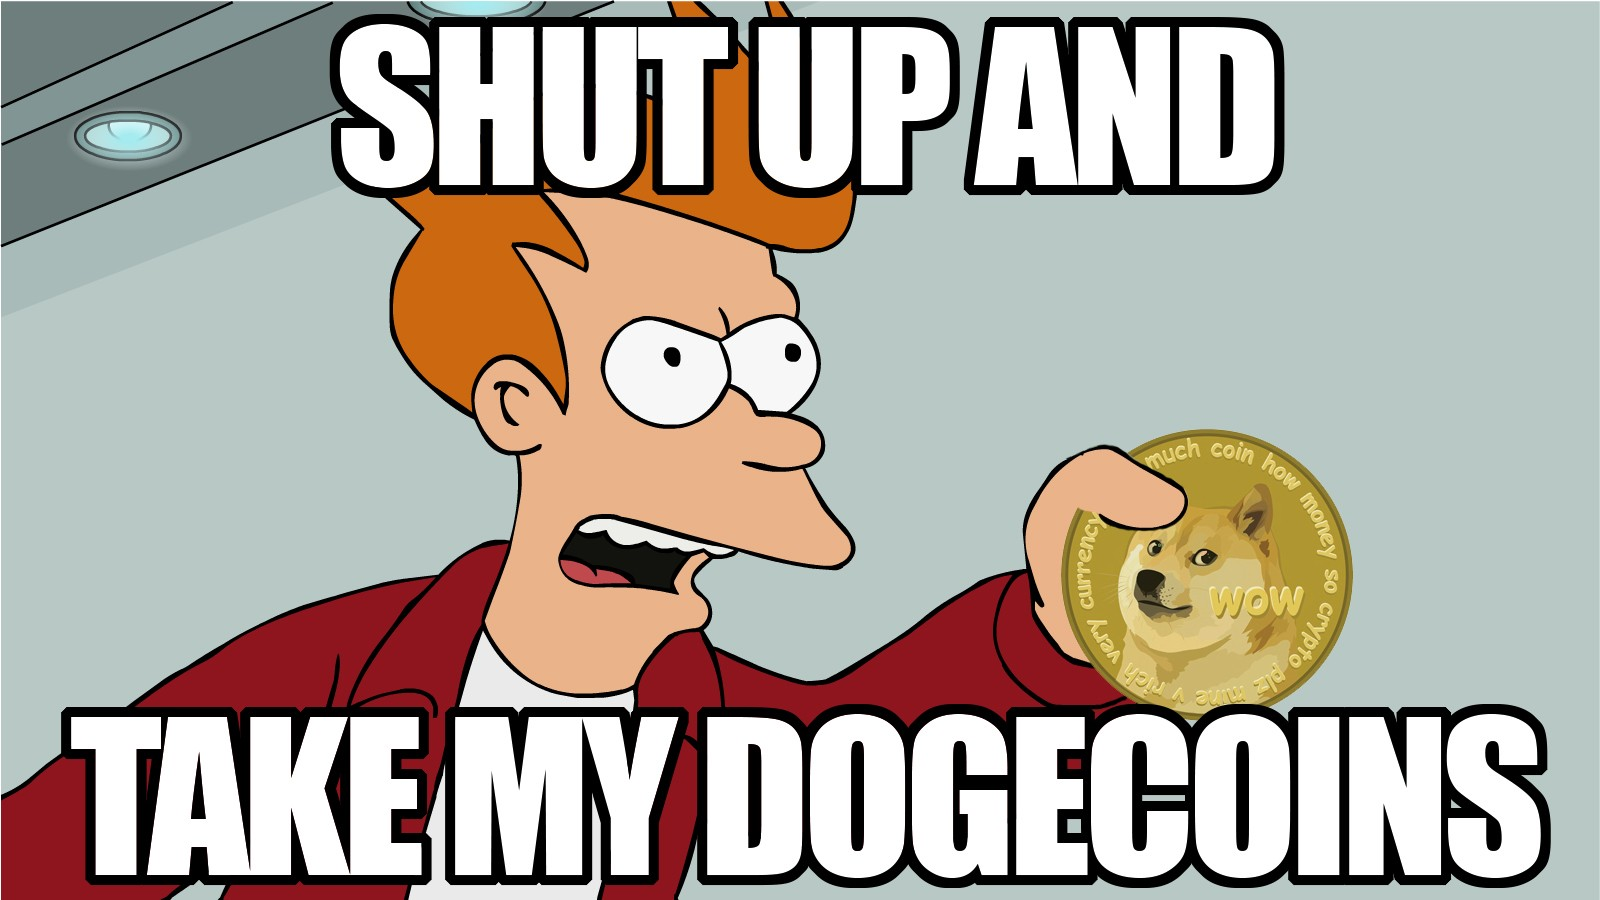 SHUT UP AND
much coin how money so crypto plz mine v rich very currency
wow
TAKE MY DOGECOINS